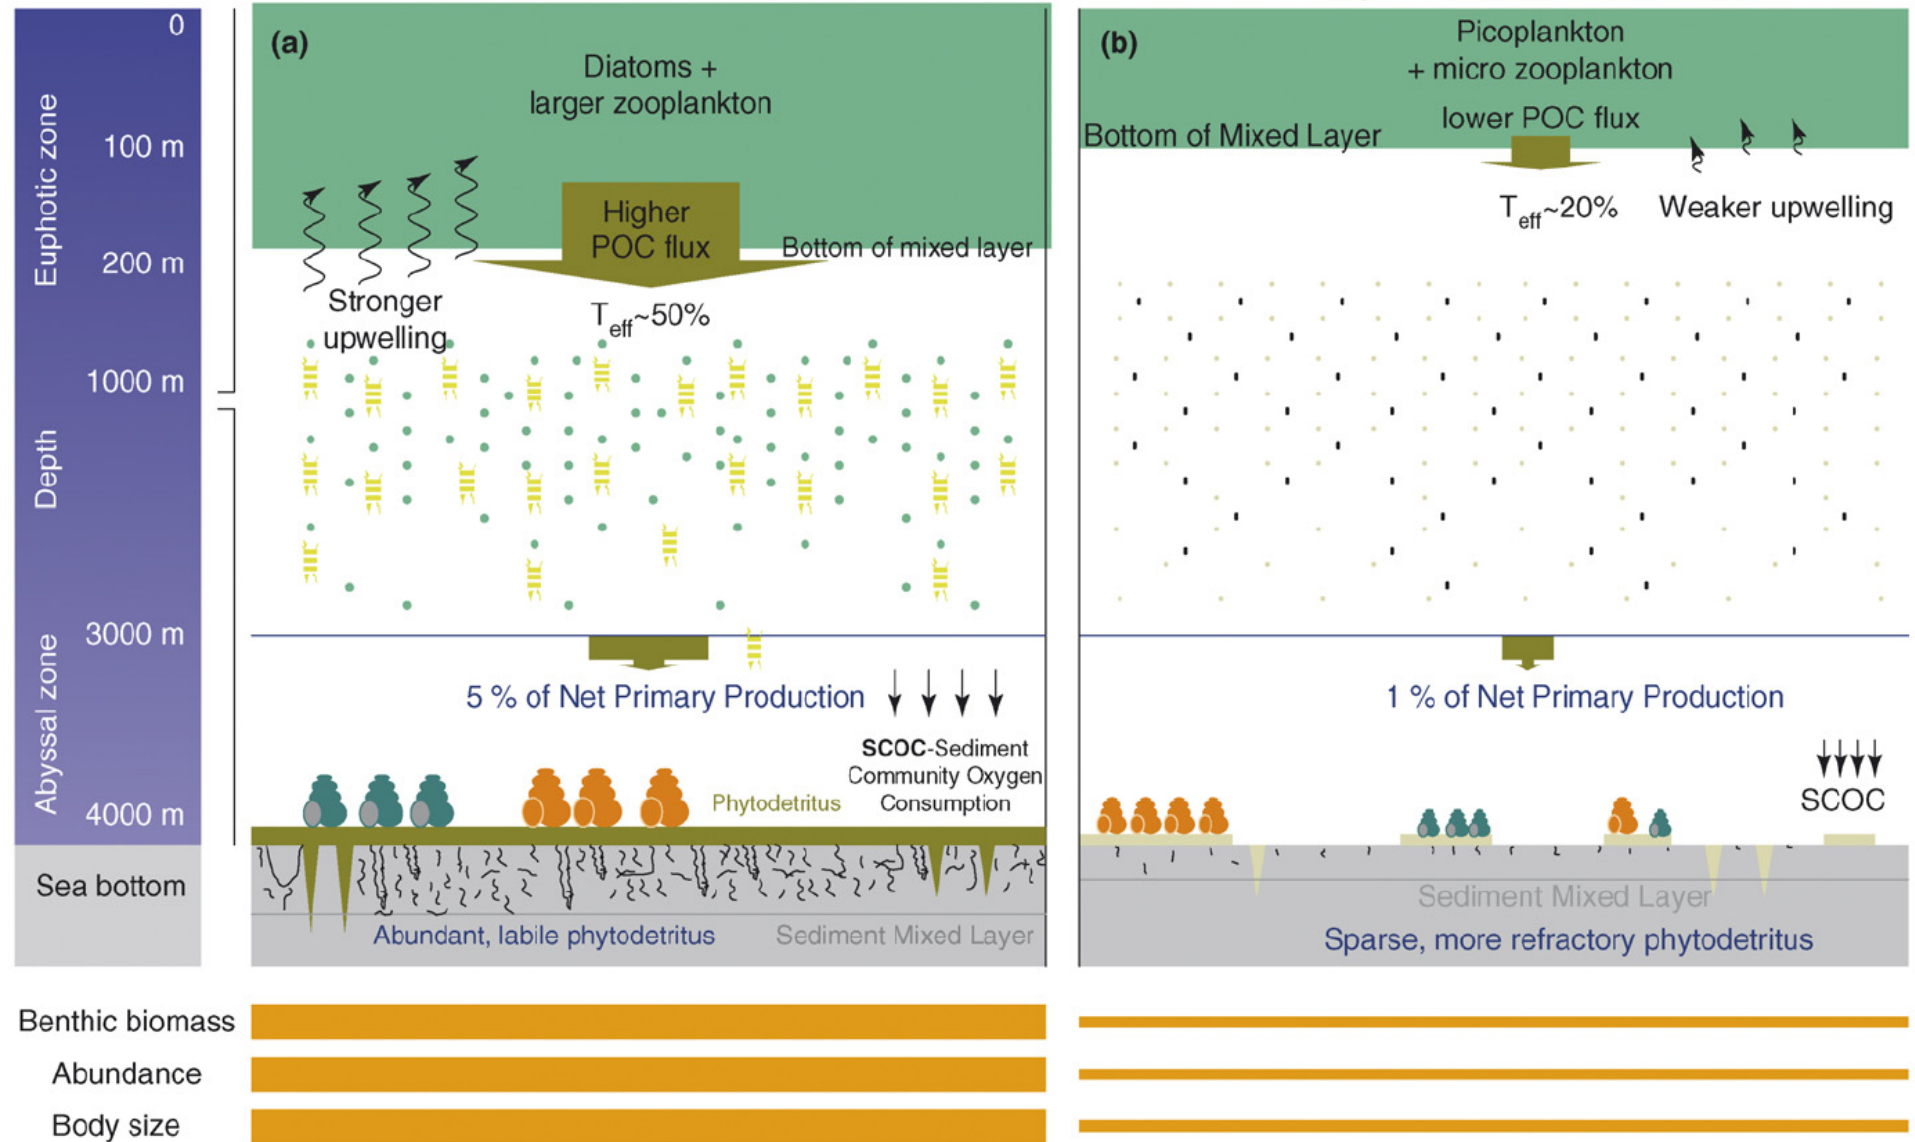 0
Euphotic zone
100 m
200 m
1000 m
Depth
3000 m
Abyssal zone
4000 m
Sea bottom
(a)
Diatoms +
larger zooplankton
Higher
POC flux
Bottom of mixed layer
Stronger
upwelling
Teff~50%
5 % of Net Primary Production
SCOC-Sediment
Community Oxygen
Consumption
Phytodetritus
Abundant, labile phytodetritus
Sediment Mixed Layer
(b)
Picoplankton
+ micro zooplankton
lower POC flux
Bottom of Mixed Layer
Teff~20%
Weaker upwelling
1 % of Net Primary Production
SCOC
Sediment Mixed Layer
Sparse, more refractory phytodetritus
Benthic biomass
Abundance
Body size